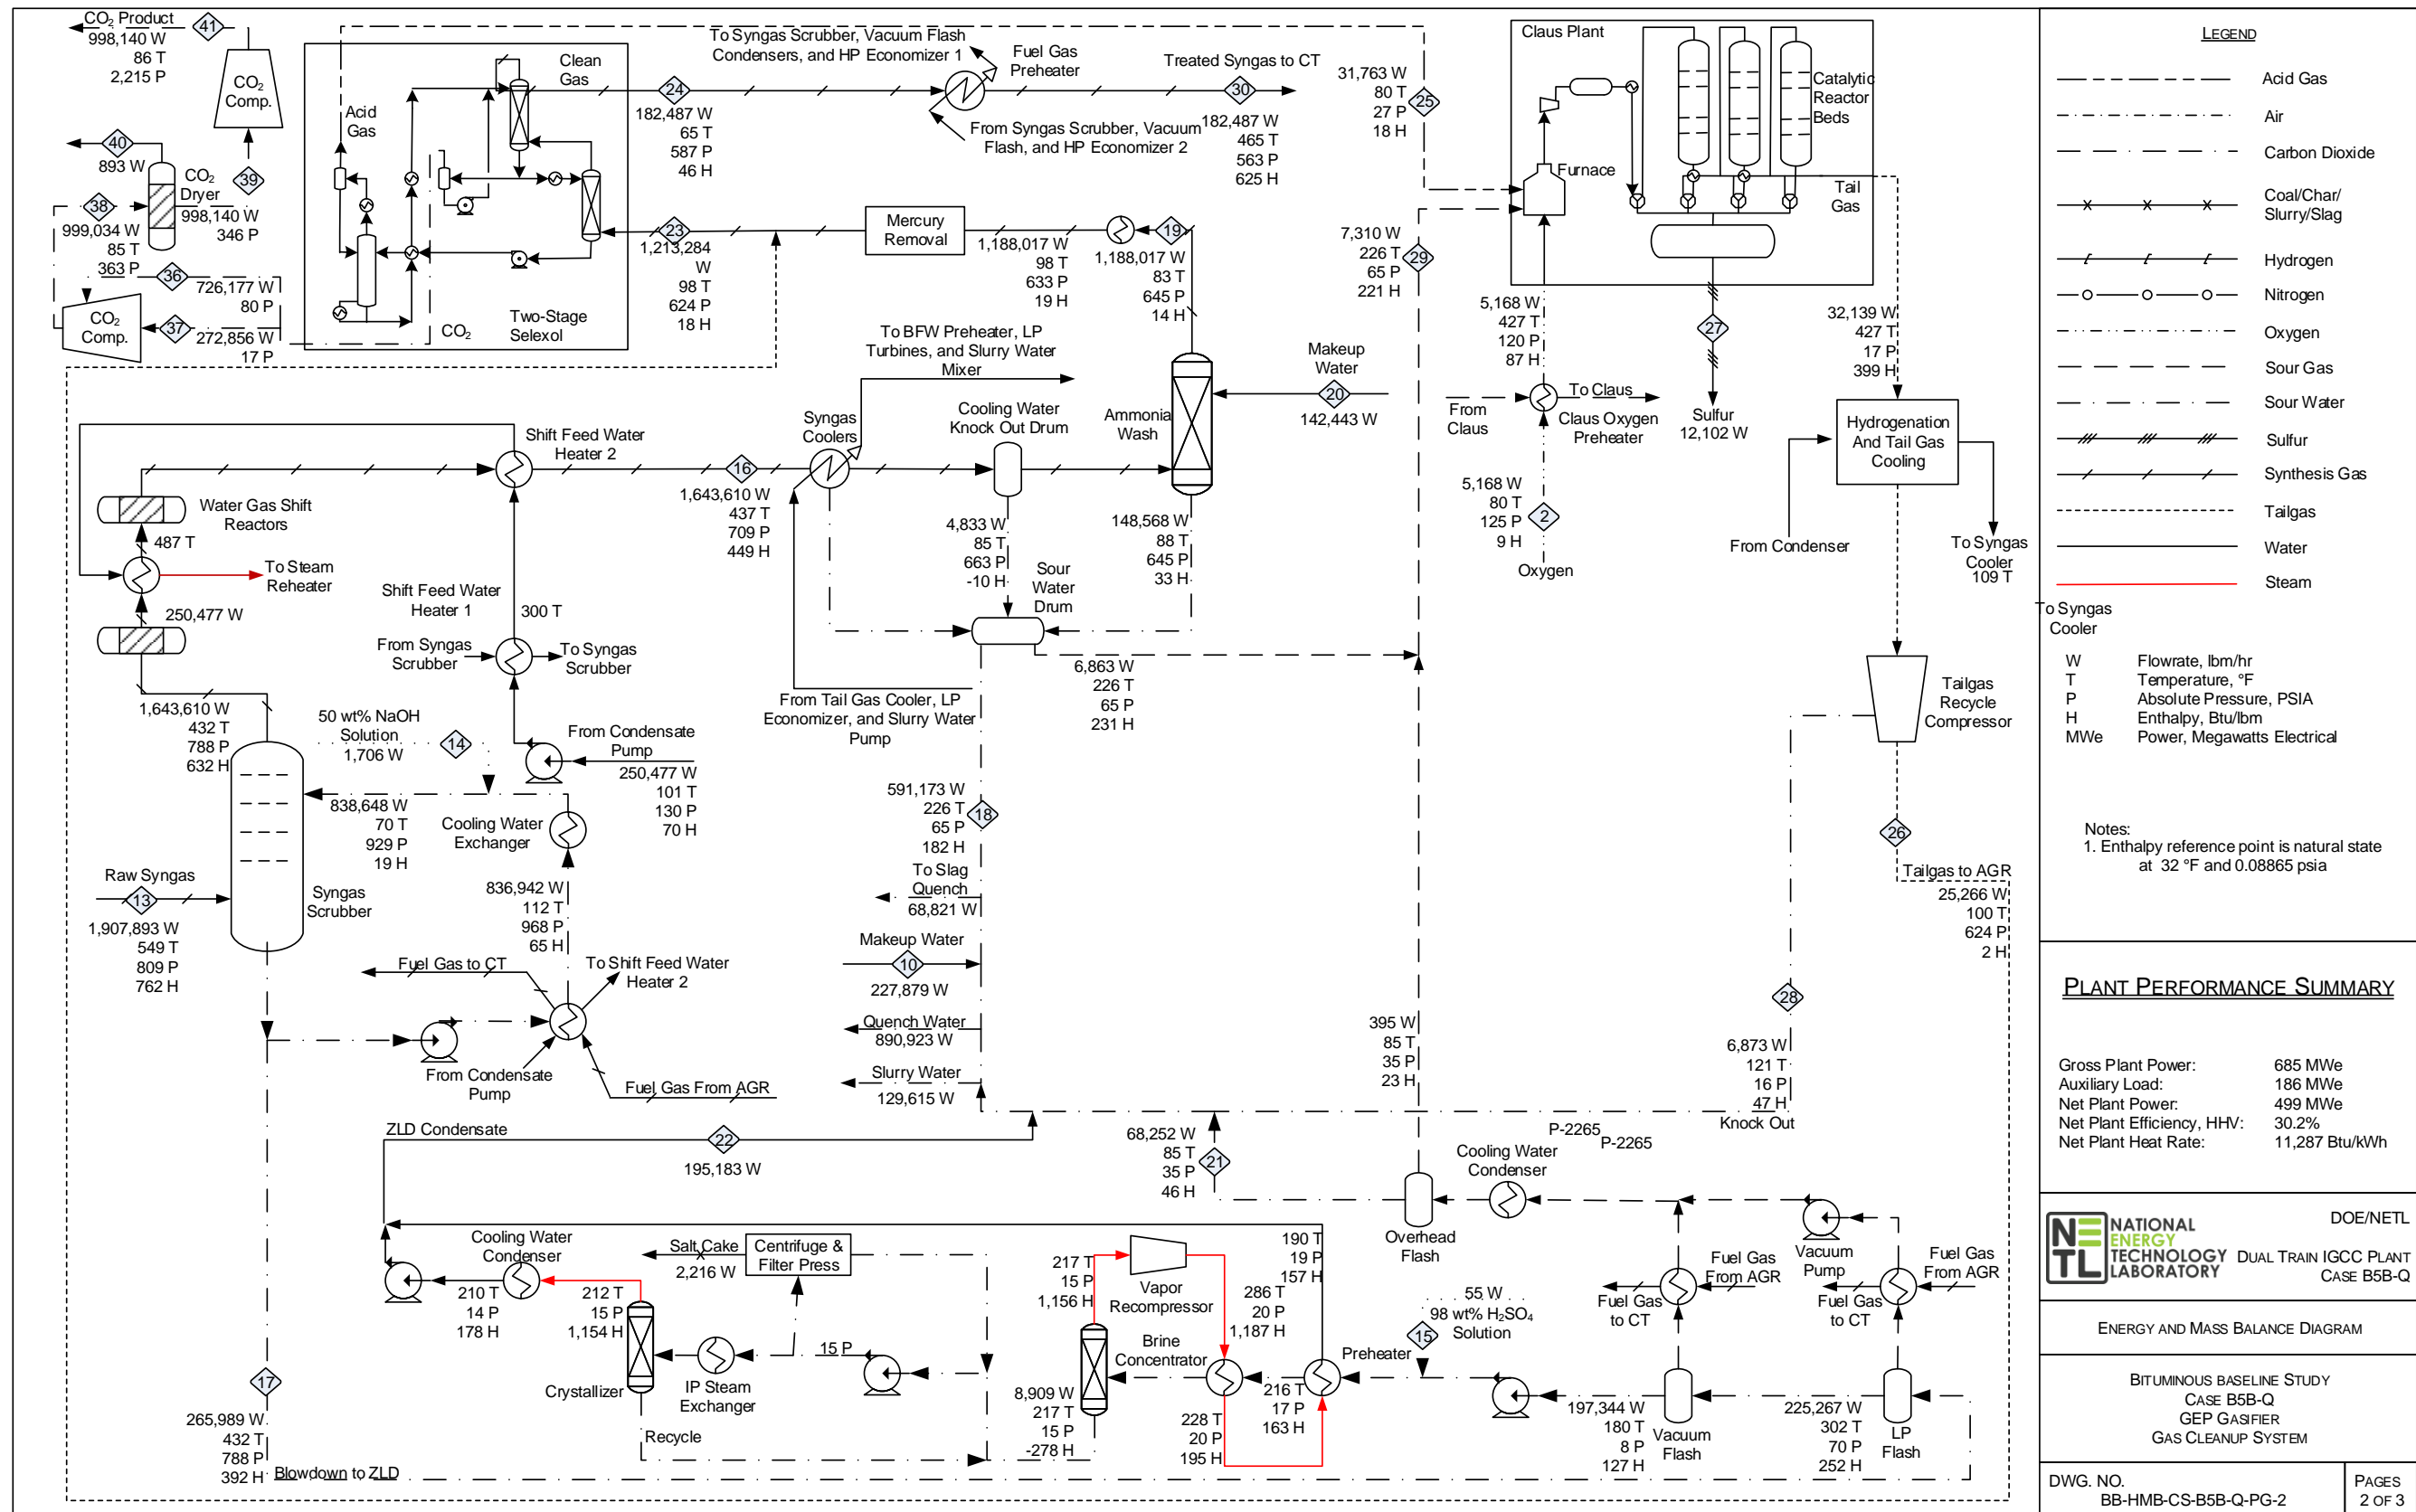 CO₂ Product
998,140 W
86 T
2,215 P
41
CO₂
Comp.
40
893 W
CO₂
Dryer
39
38
999,034 W
85 T
363 P
998,140 W
346 P
36
726,177 W
80 P
CO₂
Comp.
37
272,856 W
17 P
Acid
Gas
Clean
Gas
CO₂
Two-Stage
Selexol
To Syngas Scrubber, Vacuum Flash
Condensers, and HP Economizer 1
Fuel Gas
Preheater
Treated Syngas to CT
24
182,487 W
65 T
587 P
46 H
From Syngas Scrubber, Vacuum
Flash, and HP Economizer 2
30
182,487 W
465 T
563 P
625 H
31,763 W
80 T
27 P
18 H
25
23
1,213,284
W
98 T
624 P
18 H
Mercury
Removal
1,188,017 W
98 T
633 P
19 H
19
1,188,017 W
83 T
645 P
14 H
7,310 W
226 T
65 P
221 H
29
Claus Plant
Catalytic
Reactor
Beds
Furnace
Tail
Gas
5,168 W
427 T
120 P
87 H
27
Sulfur
12,102 W
32,139 W
427 T
17 P
399 H
From
Claus
To Claus
Claus Oxygen
Preheater
5,168 W
80 T
125 P
9 H
2
Oxygen
Hydrogenation
And Tail Gas
Cooling
From Condenser
To Syngas
Cooler
109 T
To BFW Preheater, LP
Turbines, and Slurry Water
Mixer
Makeup
Water
20
142,443 W
Shift Feed Water
Heater 2
16
1,643,610 W
437 T
709 P
449 H
Syngas
Coolers
Cooling Water
Knock Out Drum
Ammonia
Wash
4,833 W
85 T
663 P
-10 H
148,568 W
88 T
645 P
33 H
Sour
Water
Drum
6,863 W
226 T
65 P
231 H
Water Gas Shift
Reactors
487 T
To Steam
Reheater
250,477 W
Shift Feed Water
Heater 1
300 T
From Syngas
Scrubber
To Syngas
Scrubber
From Tail Gas Cooler, LP
Economizer, and Slurry Water
Pump
1,643,610 W
432 T
788 P
632 H
50 wt% NaOH
Solution
1,706 W
14
From Condensate
Pump
250,477 W
101 T
130 P
70 H
838,648 W
70 T
929 P
19 H
Cooling Water
Exchanger
Raw Syngas
13
1,907,893 W
549 T
809 P
762 H
Syngas
Scrubber
836,942 W
112 T
968 P
65 H
Fuel Gas to CT
To Shift Feed Water
Heater 2
From Condensate
Pump
Fuel Gas From AGR
591,173 W
226 T
65 P
182 H
18
To Slag
Quench
68,821 W
Makeup Water
10
227,879 W
Quench Water
890,923 W
Slurry Water
129,615 W
Tailgas
Recycle
Compressor
26
Tailgas to AGR
25,266 W
100 T
624 P
2 H
28
6,873 W
121 T
16 P
47 H
Knock Out
395 W
85 T
35 P
23 H
P-2265
P-2265
ZLD Condensate
22
195,183 W
68,252 W
85 T
35 P
46 H
21
Cooling Water
Condenser
Overhead
Flash
Vacuum
Pump
Fuel Gas
From AGR
Fuel Gas
From AGR
Fuel Gas
to CT
Fuel Gas
to CT
Cooling Water
Condenser
210 T
14 P
178 H
212 T
15 P
1,154 H
Salt Cake
2,216 W
Centrifuge &
Filter Press
15 P
Crystallizer
IP Steam
Exchanger
Recycle
217 T
15 P
1,156 H
Vapor
Recompressor
286 T
20 P
1,187 H
190 T
19 P
157 H
Brine
Concentrator
Preheater
55 W
98 wt% H₂SO₄
Solution
15
8,909 W
217 T
15 P
-278 H
216 T
17 P
163 H
228 T
20 P
195 H
197,344 W
180 T
8 P
127 H
Vacuum
Flash
225,267 W
302 T
70 P
252 H
LP
Flash
17
265,989 W
432 T
788 P
392 H
Blowdown to ZLD
LEGEND
Acid Gas
Air
Carbon Dioxide
Coal/Char/
Slurry/Slag
Hydrogen
Nitrogen
Oxygen
Sour Gas
Sour Water
Sulfur
Synthesis Gas
Tailgas
Water
Steam
To Syngas
Cooler
W Flowrate, lbm/hr
T Temperature, °F
P Absolute Pressure, PSIA
H Enthalpy, Btu/lbm
MWe Power, Megawatts Electrical
Notes:
1. Enthalpy reference point is natural state
at 32 °F and 0.08865 psia
PLANT PERFORMANCE SUMMARY
Gross Plant Power: 685 MWe
Auxiliary Load: 186 MWe
Net Plant Power: 499 MWe
Net Plant Efficiency, HHV: 30.2%
Net Plant Heat Rate: 11,287 Btu/kWh
NE
TL
NATIONAL
ENERGY
TECHNOLOGY
LABORATORY
DOE/NETL
DUAL TRAIN IGCC PLANT
CASE B5B-Q
ENERGY AND MASS BALANCE DIAGRAM
BITUMINOUS BASELINE STUDY
CASE B5B-Q
GEP GASIFIER
GAS CLEANUP SYSTEM
DWG. NO.
BB-HMB-CS-B5B-Q-PG-2
PAGES
2 OF 3